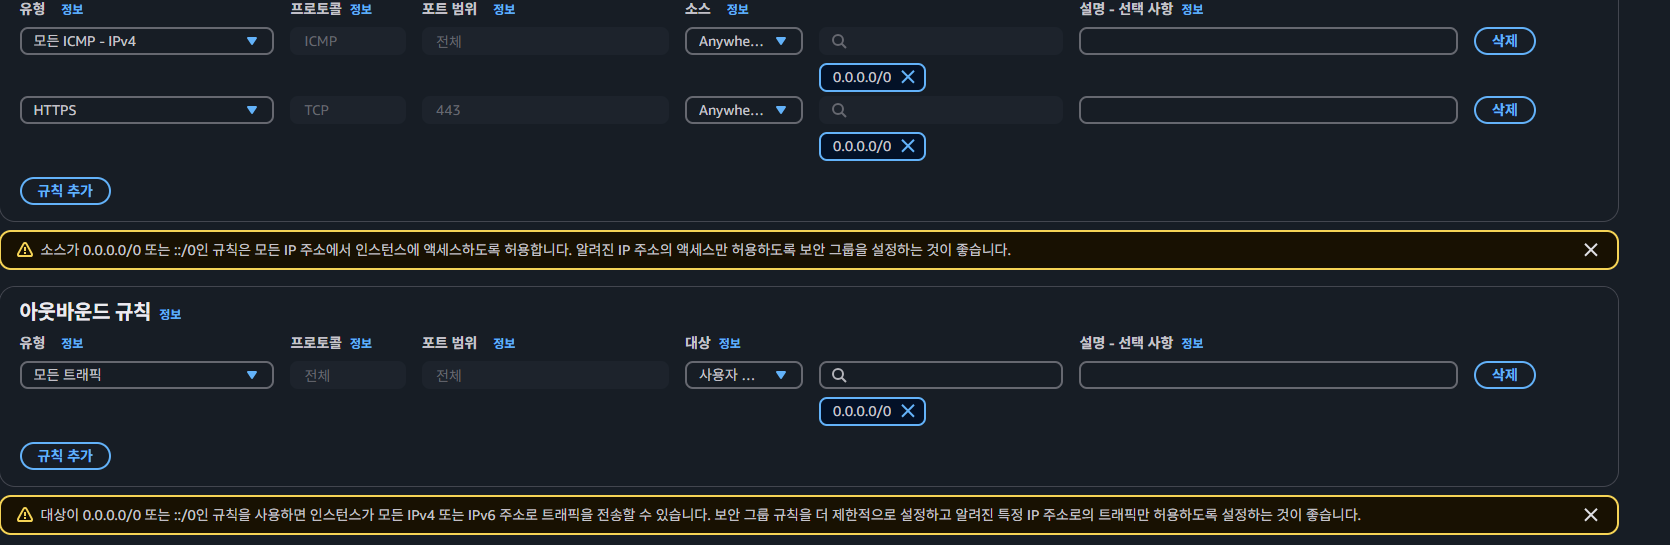 유형 정보 프로토콜 정보 포트 범위 정보 소스 정보 설명 - 선택 사항 정보
모든 ICMP - IPv4 ICMP 전체 Anywhe... 삭제
0.0.0.0/0
HTTPS TCP 443 Anywhe... 삭제
0.0.0.0/0
규칙 추가
소스가 0.0.0.0/0 또는 ::/0인 규칙은 모든 IP 주소에서 인스턴스에 액세스하도록 허용합니다. 알려진 IP 주소의 액세스만 허용하도록 보안 그룹을 설정하는 것이 좋습니다.
아웃바운드 규칙 정보
유형 정보 프로토콜 정보 포트 범위 정보 대상 정보 설명 - 선택 사항 정보
모든 트래픽 전체 전체 사용자 ... 삭제
0.0.0.0/0
규칙 추가
대상이 0.0.0.0/0 또는 ::/0인 규칙을 사용하면 인스턴스가 모든 IPv4 또는 IPv6 주소로 트래픽을 전송할 수 있습니다. 보안 그룹 규칙을 더 제한적으로 설정하고 알려진 특정 IP 주소로의 트래픽만 허용하도록 설정하는 것이 좋습니다.